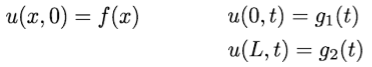 u(x,0) = f(x) u(0,t) = g₁(t)
u(L,t) = g₂(t)